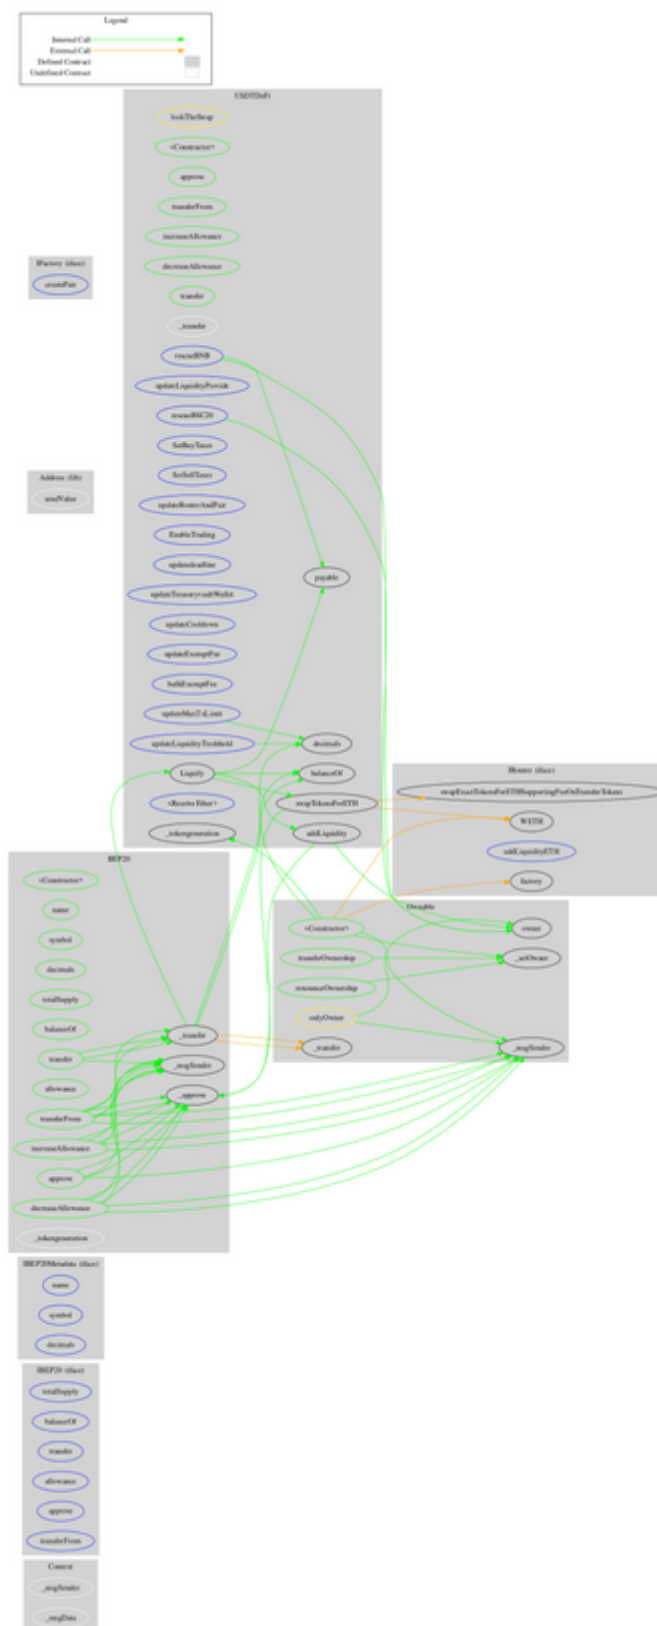 Legend
Internal Call
External Call
Defined Contract
Undefined Contract
USDTDeFi
lockTheSwap
<Constructor>
approve
transferFrom
increaseAllowance
decreaseAllowance
transfer
_transfer
rescueBNB
updateLiquidityProvide
rescueBSC20
SetBuyTaxes
SetSellTaxes
updateRouterAndPair
EnableTrading
updatedeadline
updateTreasuryvaultWallet
updateCooldown
updateExemptFee
bulkExemptFee
updateMaxTxLimit
updateLiquidityTreshhold
Liquify
<Receive Ether>
_tokengeneration
payable
decimals
balanceOf
swapTokensForETH
addLiquidity
IFactory (iface)
createPair
Address (lib)
sendValue
IRouter (iface)
swapExactTokensForETHSupportingFeeOnTransferTokens
WETH
addLiquidityETH
factory
BEP20
<Constructor>
name
symbol
decimals
totalSupply
balanceOf
transfer
allowance
transferFrom
increaseAllowance
approve
decreaseAllowance
_tokengeneration
_transfer
_msgSender
_approve
Ownable
<Constructor>
transferOwnership
renounceOwnership
onlyOwner
_transfer
owner
_setOwner
_msgSender
IBEP20Metadata (iface)
name
symbol
decimals
IBEP20 (iface)
totalSupply
balanceOf
transfer
allowance
approve
transferFrom
Context
_msgSender
_msgData